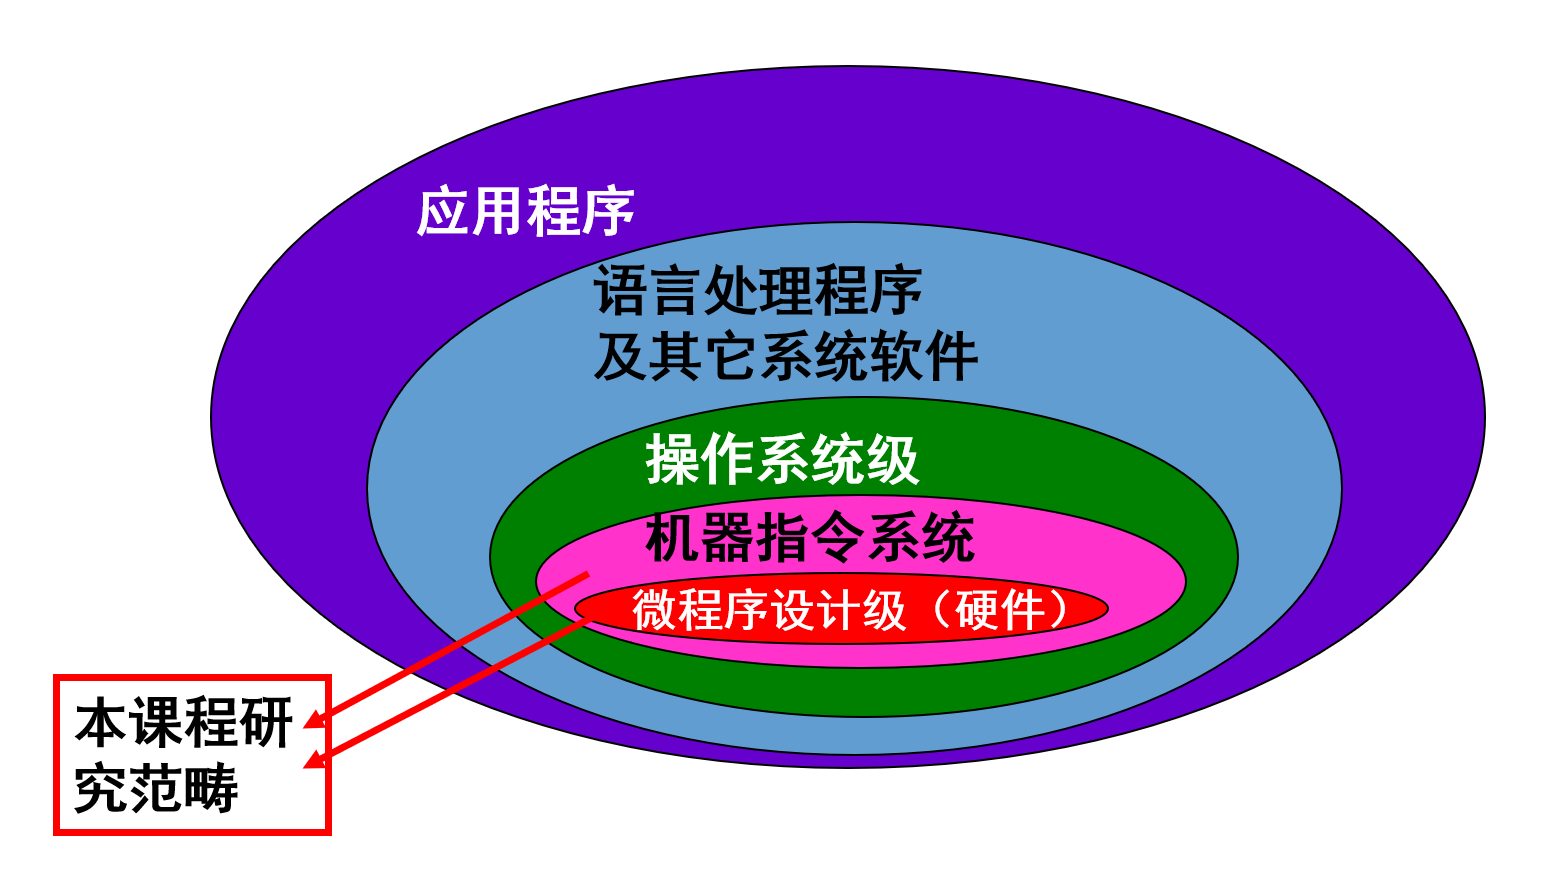 应用程序
语言处理程序
及其它系统软件
操作系统级
机器指令系统
微程序设计级（硬件）
本课程研
究范畴